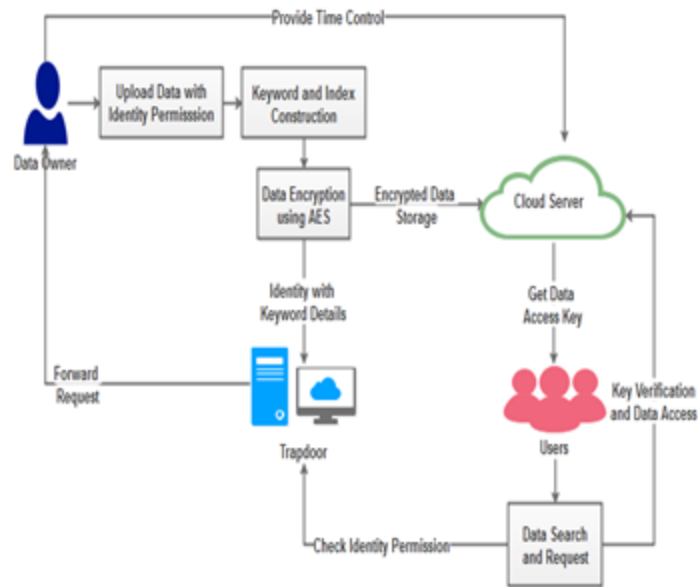 Provide Time Control
Upload Data with
Identity Permisssion
Keyword and Index
Construction
Data Owner
Data Encryption
using AES
Encrypted Data
Storage
Cloud Server
Identity with
Keyword Details
Get Data
Access Key
Forward
Request
Key Verification
and Data Access
Trapdoor
Users
Check Identity Permission
Data Search
and Request